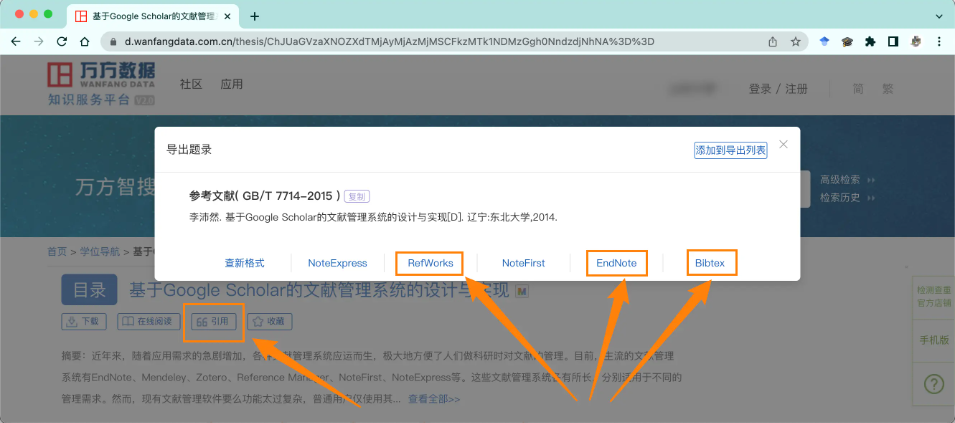 基于Google Scholar的文献管理
d.wanfangdata.com.cn/thesis/ChJUaGVzaXNOZXdTMjAyMjAzMjMSCFkzMTk1NDMzGgh0NndzdjNhNA%3D%3D
万方数据
WANFANG DATA
知识服务平台 V2.0
社区 应用
登录 / 注册 简 繁
导出题录 添加到导出列表
万方智搜
高级检索
检索历史
参考文献( GB/T 7714-2015 ) 复制
李沛然. 基于Google Scholar的文献管理系统的设计与实现[D]. 辽宁:东北大学,2014.
首页 > 学位导航 > 基于
查新格式 NoteExpress RefWorks NoteFirst EndNote Bibtex
目录 基于Google Scholar的文献管理系统的设计与实现 M
下载 在线阅读 引用 收藏
检测查重
官方店铺
手机版
摘要：近年来，随着应用需求的急剧增加，各 文献管理系统应运而生，极大地方便了人们做科研时对文献的管理。目前，主流的文献管理
系统有EndNote、Mendeley、Zotero、Reference Manager、NoteFirst、NoteExpress等。这些文献管理系统各有所长，分别适用于不同的
管理需求。然而，现有文献管理软件要么功能太过复杂，普通用户仅使用其... 查看全部>>